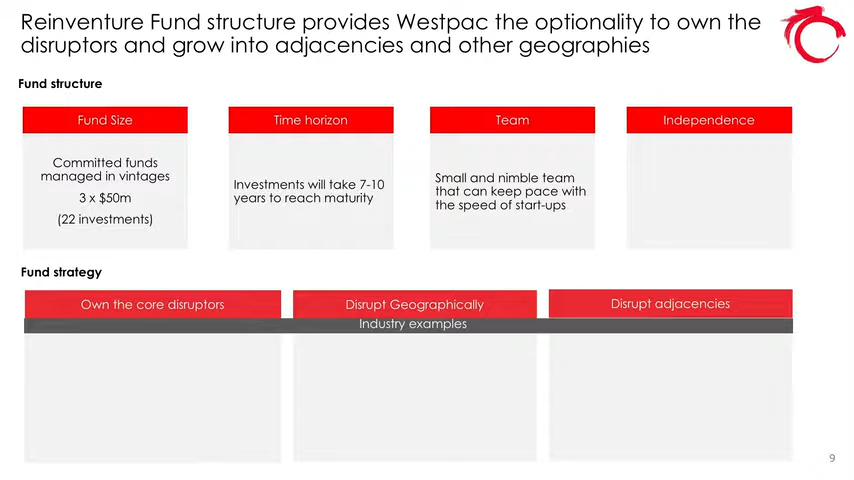 Reinventure Fund structure provides Westpac the optionality to own the
disruptors and grow into adjacencies and other geographies
Fund structure
Fund Size
Time horizon
Team
Independence
Committed funds
managed in vintages
3 x $50m
(22 investments)
Investments will take 7-10
years to reach maturity
Small and nimble team
that can keep pace with
the speed of start-ups
Fund strategy
Own the core disruptors
Disrupt Geographically
Disrupt adjacencies
Industry examples
9